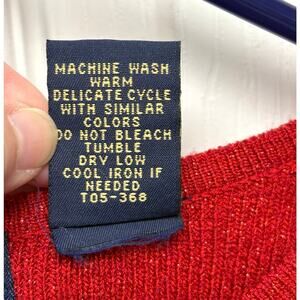 MACHINE WASH
WARM
DELICATE CYCLE
WITH SIMILAR
COLORS
DO NOT BLEACH
TUMBLE
DRY LOW
COOL IRON IF
NEEDED
T05-368